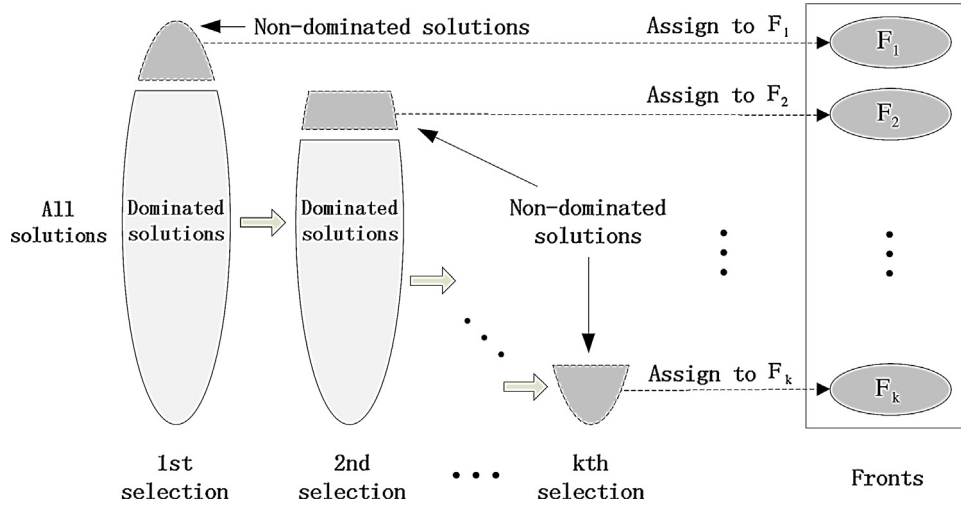 Non-dominated solutions
Assign to F1
F1
Assign to F2
F2
All
solutions
Dominated
solutions
Dominated
solutions
Non-dominated
solutions
Assign to Fk
Fk
1st
selection
2nd
selection
kth
selection
Fronts